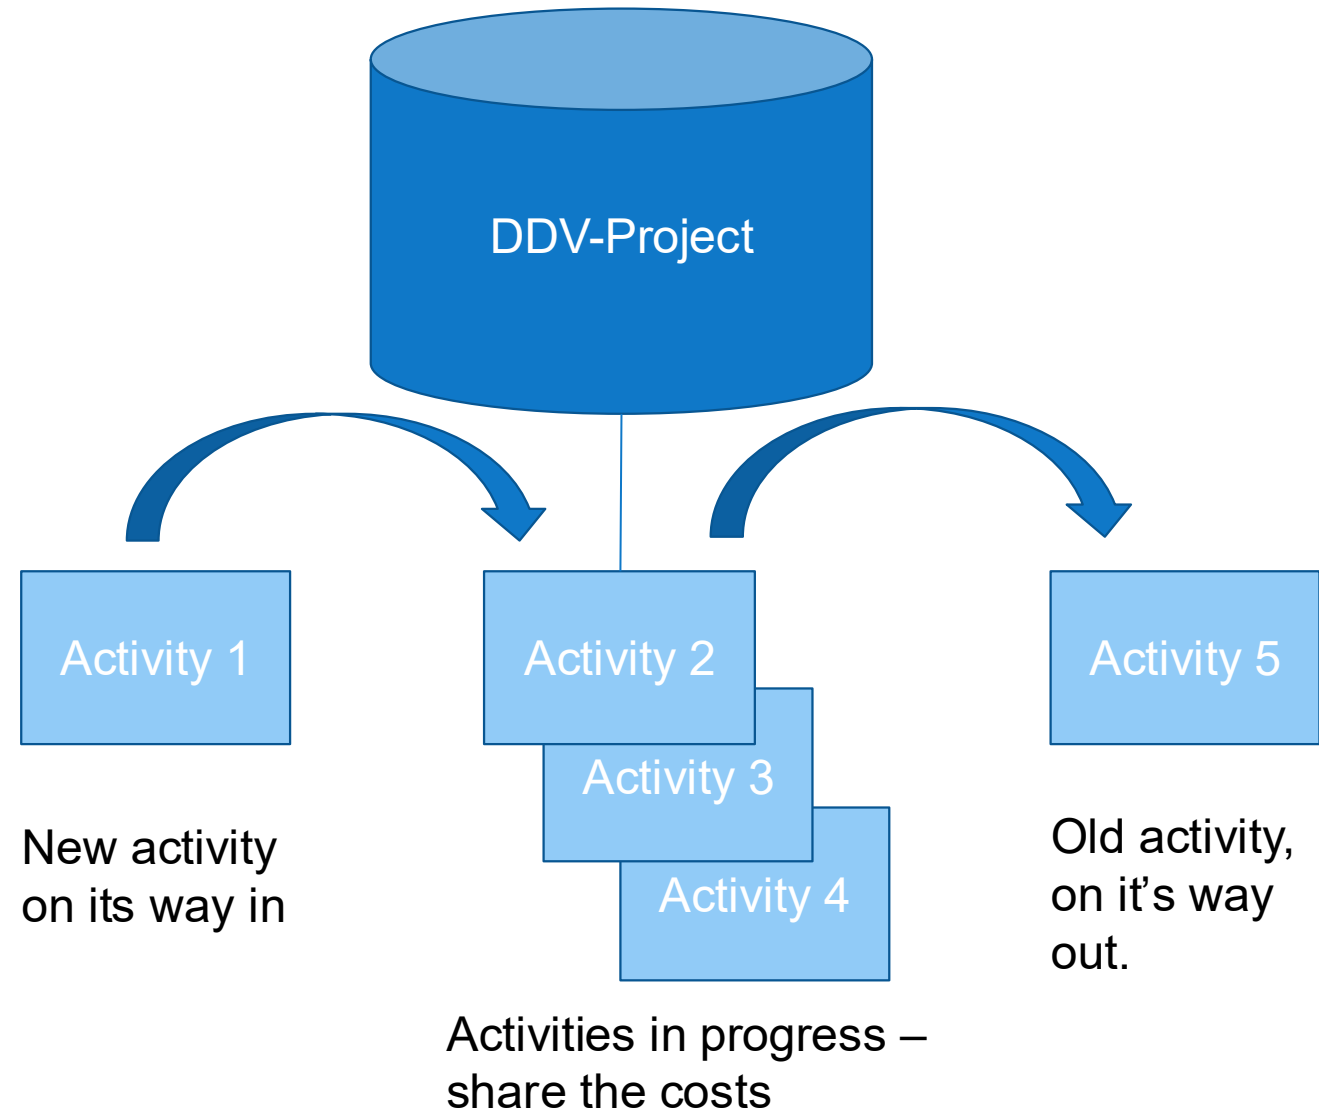 DDV-Project
Activity 1
Activity 2
Activity 5
Activity 3
Activity 4
New activity
on its way in
Old activity,
on it’s way
out.
Activities in progress –
share the costs